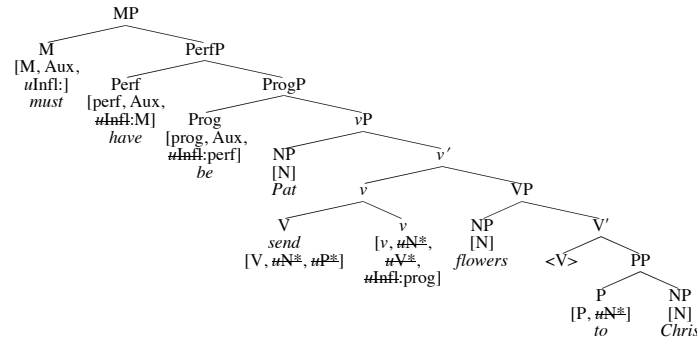 MP
M PerfP
[M, Aux,
uInfl:]
must
Perf ProgP
[perf, Aux,
uInfl:M]
have
Prog vP
[prog, Aux,
uInfl:perf]
be
NP v′
[N]
Pat
v VP
V v NP V′
send [v, uN*, [N]
[V, uN*, uP*] uV*, flowers <V> PP
uInfl:prog]
P NP
[P, uN*] [N]
to Chris